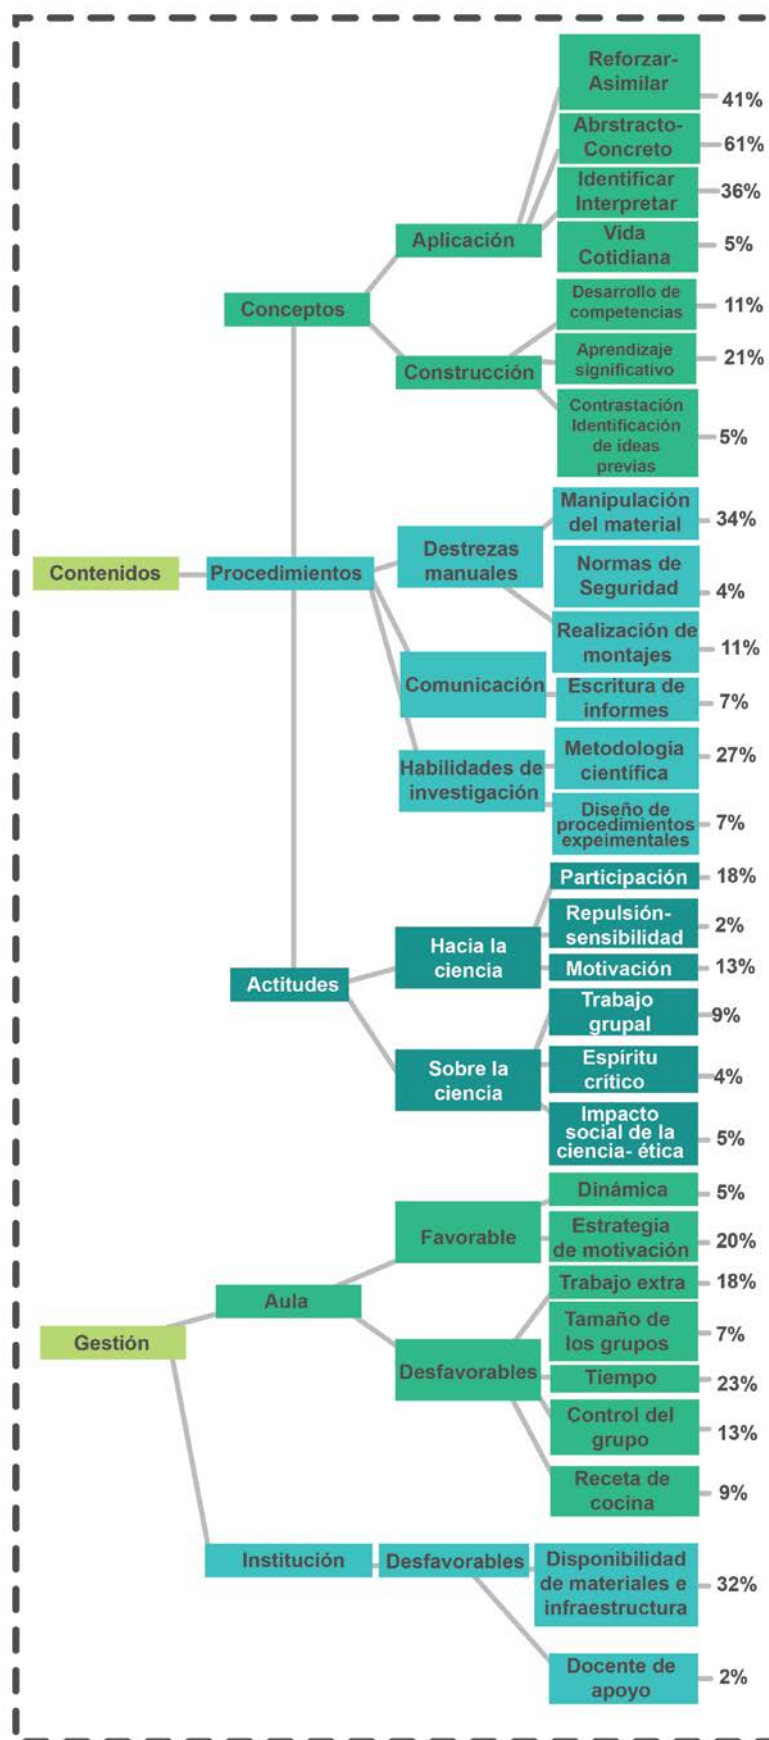 Reforzar-
Asimilar
41%
Abrstracto-
Concreto
61%
Identificar
Interpretar
36%
Aplicación
Vida
Cotidiana
5%
Conceptos
Desarrollo de
competencias
11%
Construcción
Aprendizaje
significativo
21%
Contrastación
Identificación
de ideas
previas
5%
Manipulación
del material
34%
Contenidos
Procedimientos
Destrezas
manuales
Normas de
Seguridad
4%
Realización de
montajes
11%
Comunicación
Escritura de
informes
7%
Habilidades de
investigación
Metodologia
científica
27%
Diseño de
procedimientos
expeimentales
7%
Participación
18%
Repulsión-
sensibilidad
2%
Hacia la
ciencia
Motivación
13%
Actitudes
Trabajo
grupal
9%
Sobre la
ciencia
Espíritu
crítico
4%
Impacto
social de la
ciencia- ética
5%
Dinámica
5%
Favorable
Estrategia
de motivación
20%
Aula
Trabajo extra
18%
Gestión
Tamaño de
los grupos
7%
Desfavorables
Tiempo
23%
Control del
grupo
13%
Receta de
cocina
9%
Institución
Desfavorables
Disponibilidad
de materiales e
infraestructura
32%
Docente de
apoyo
2%